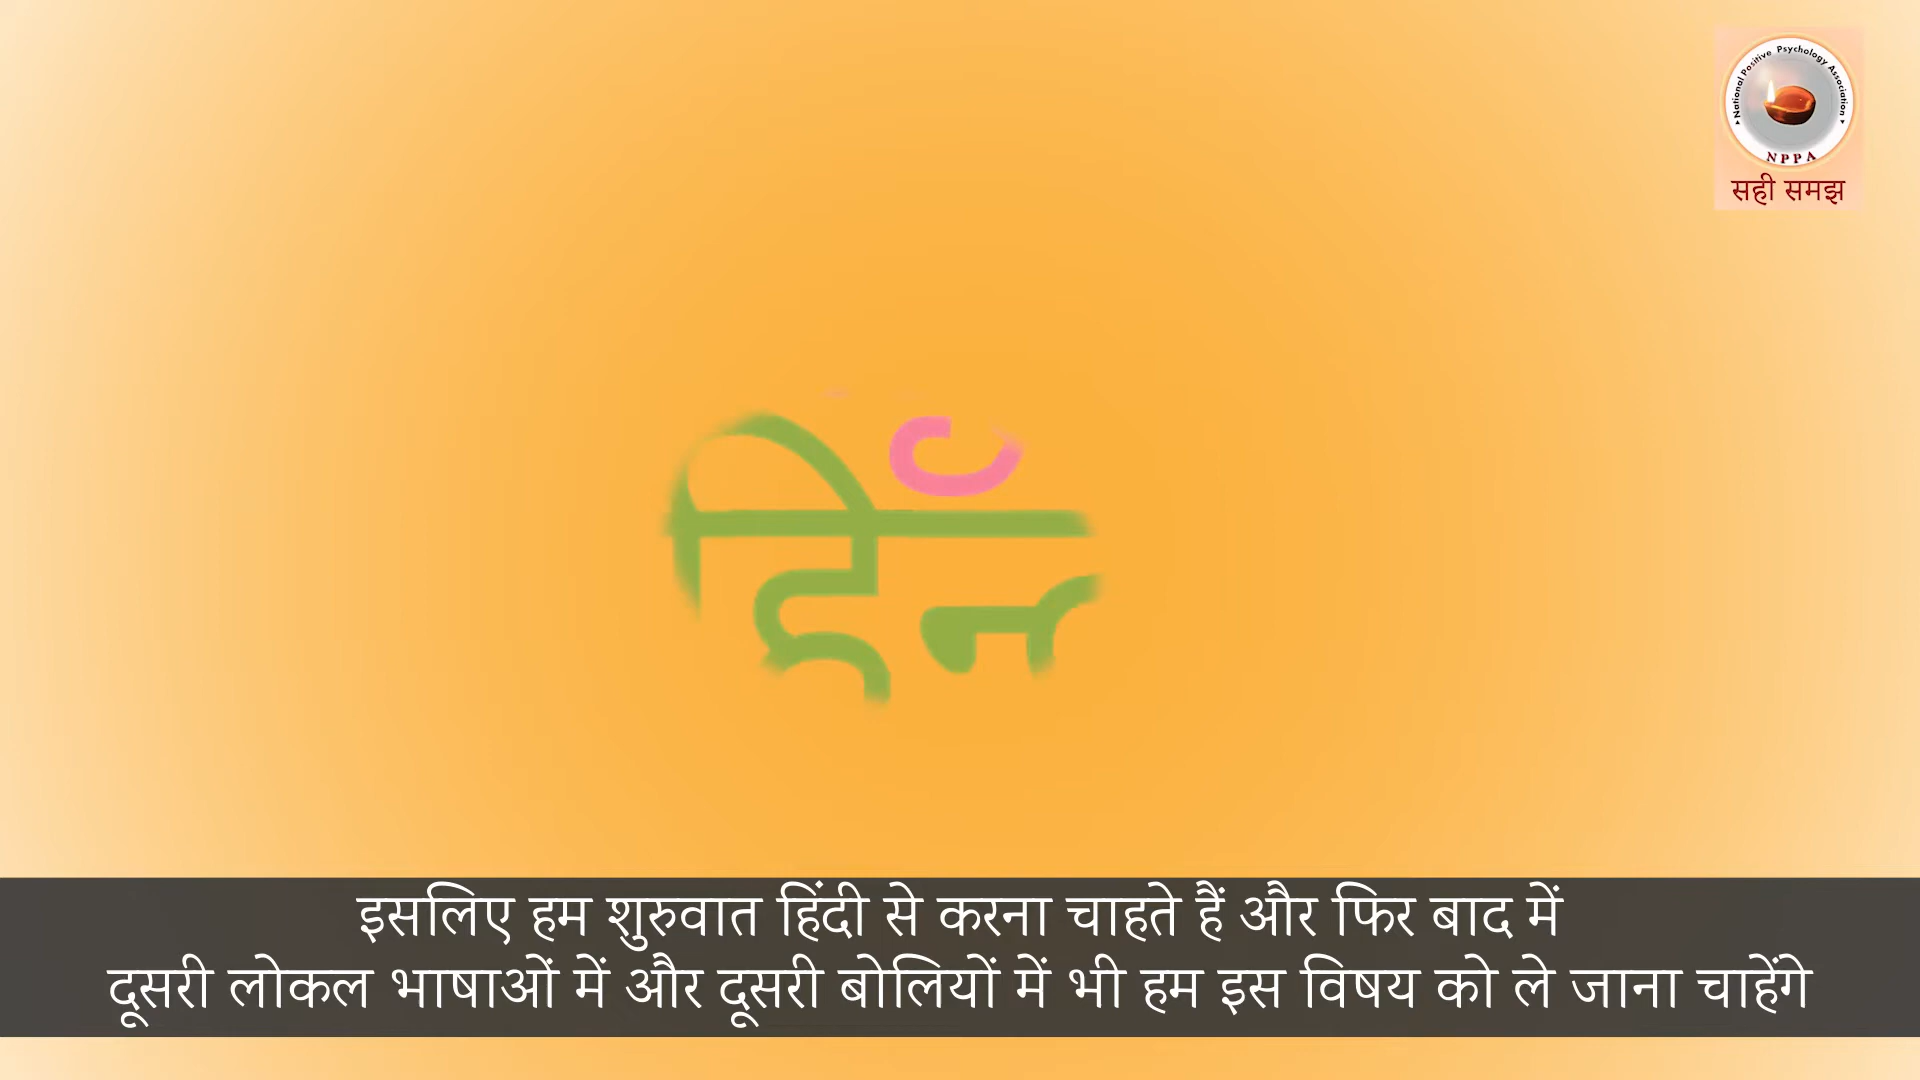 National Positive Psychology Association
NPPA
सही समझ
इसलिए हम शुरुवात हिंदी से करना चाहते हैं और फिर बाद में
दूसरी लोकल भाषाओं में और दूसरी बोलियों में भी हम इस विषय को ले जाना चाहेंगे